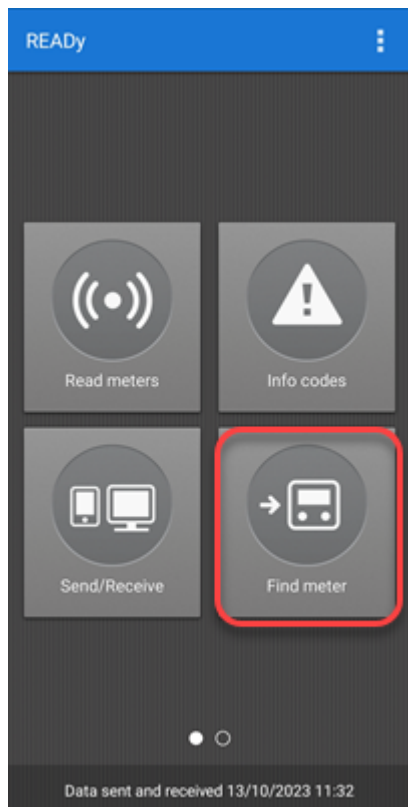 READy
Read meters
Info codes
Send/Receive
Find meter
Data sent and received 13/10/2023 11:32